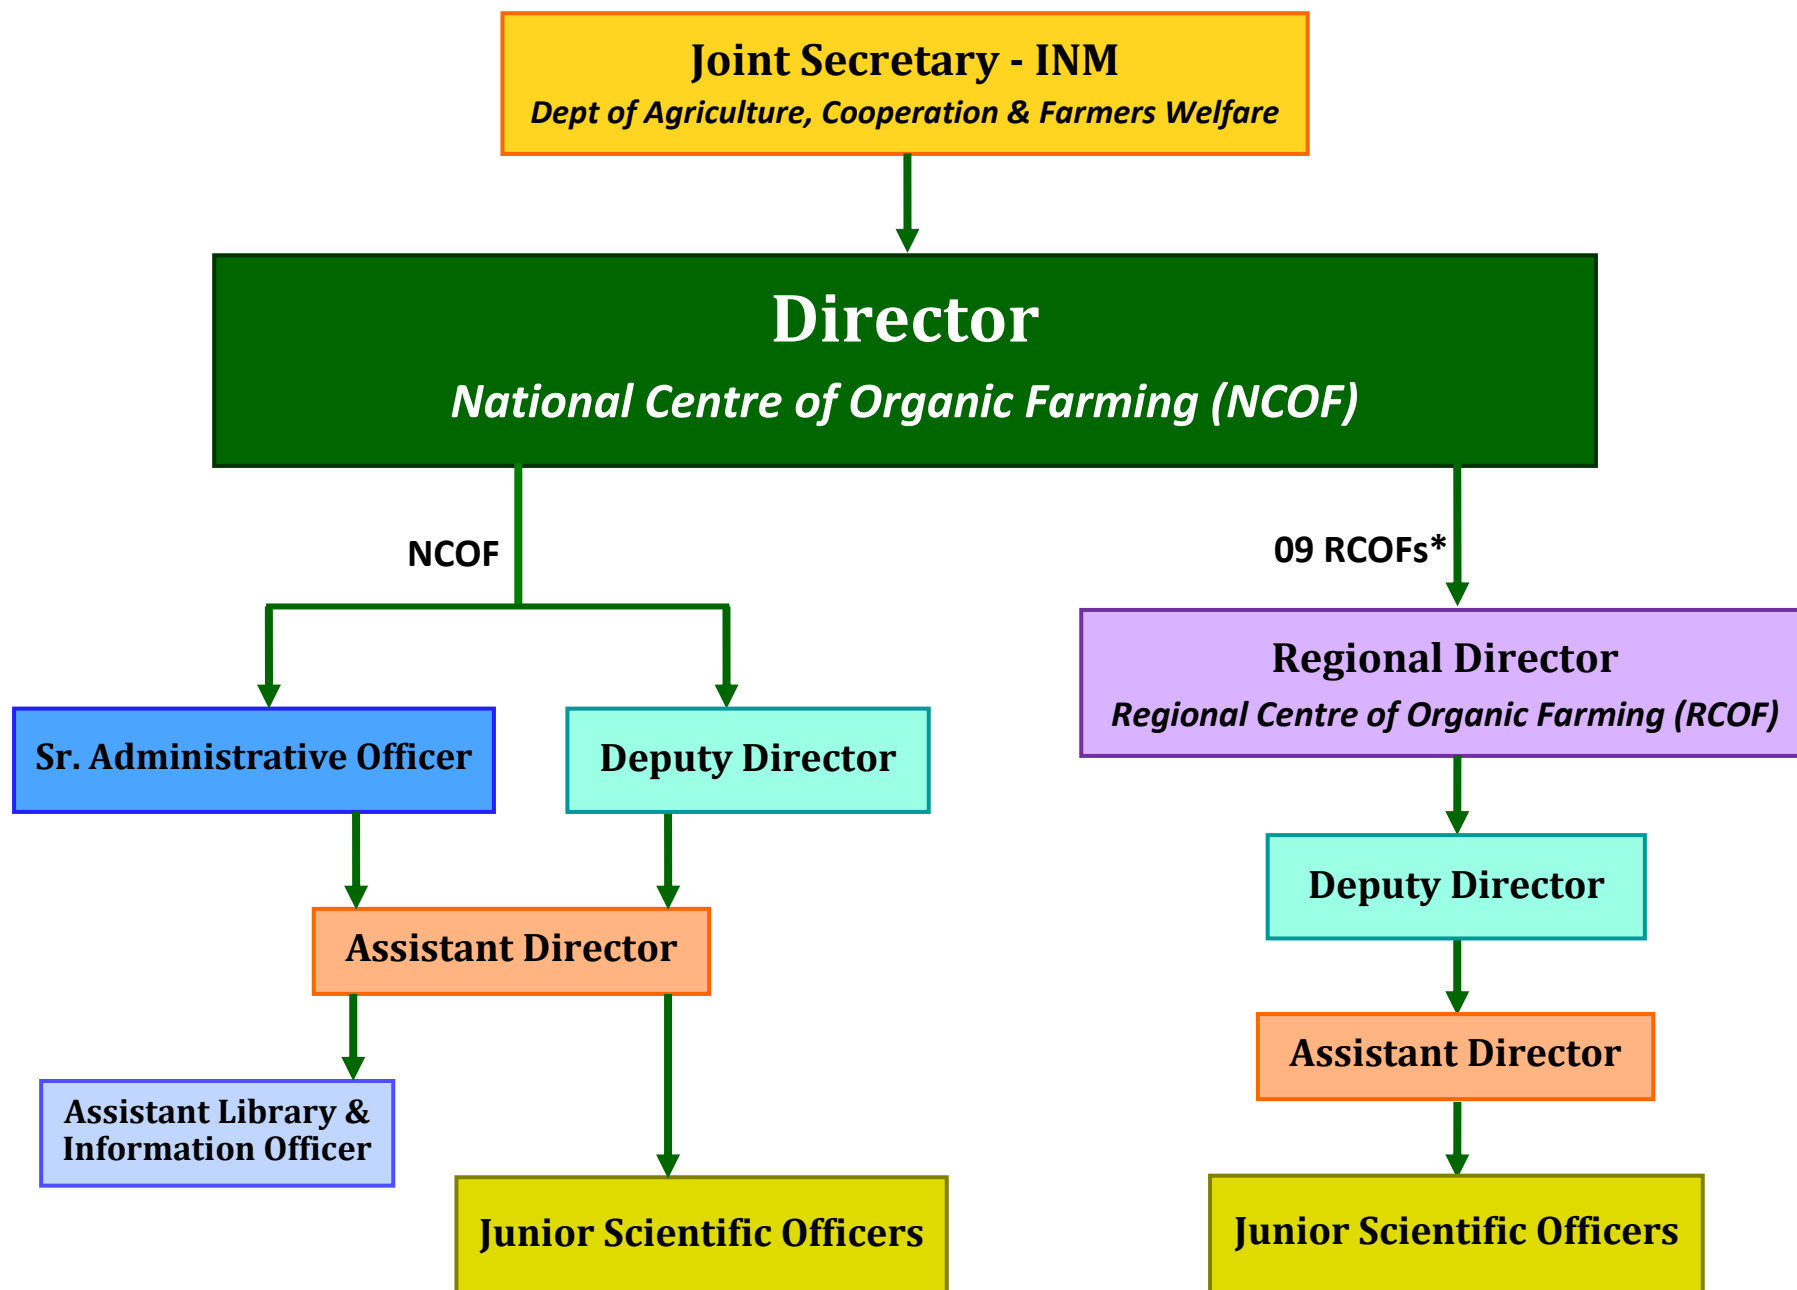 Joint Secretary - INM
Dept of Agriculture, Cooperation & Farmers Welfare
Director
National Centre of Organic Farming (NCOF)
NCOF
09 RCOFs*
Sr. Administrative Officer
Deputy Director
Regional Director
Regional Centre of Organic Farming (RCOF)
Deputy Director
Assistant Director
Assistant Director
Assistant Library &
Information Officer
Junior Scientific Officers
Junior Scientific Officers